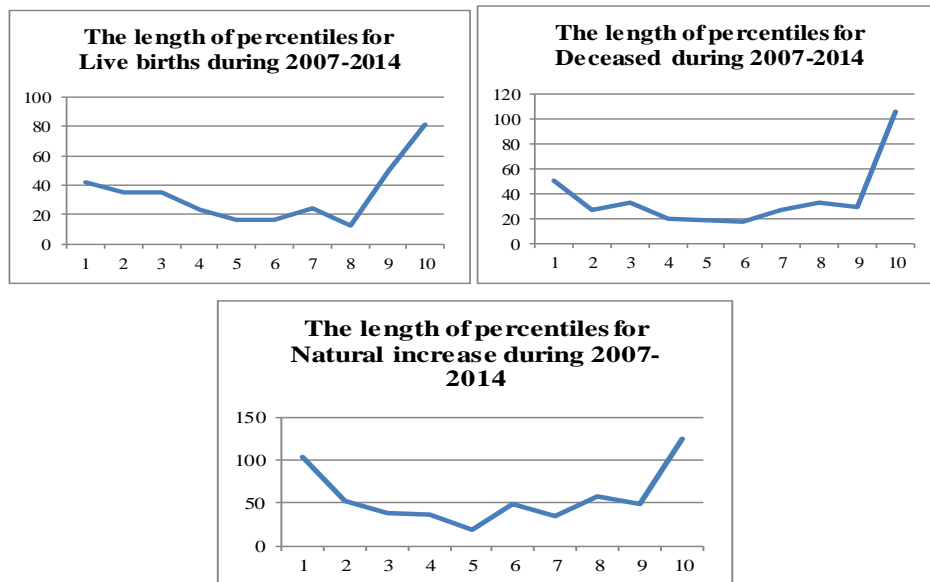 The length of percentiles for
Live births during 2007-2014
100
80
60
40
20
0
1 2 3 4 5 6 7 8 9 10
The length of percentiles for
Deceased during 2007-2014
120
100
80
60
40
20
0
1 2 3 4 5 6 7 8 9 10
The length of percentiles for
Natural increase during 2007-
2014
150
100
50
0
1 2 3 4 5 6 7 8 9 10